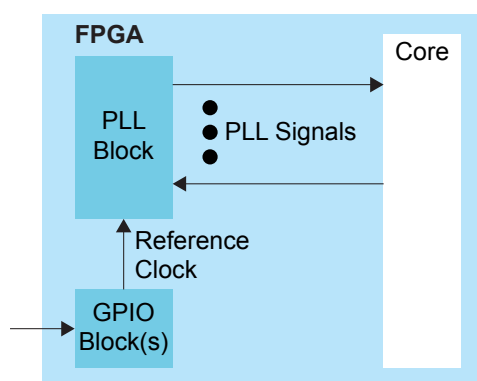 FPGA
Core
PLL
Block
PLL Signals
Reference
Clock
GPIO
Block(s)